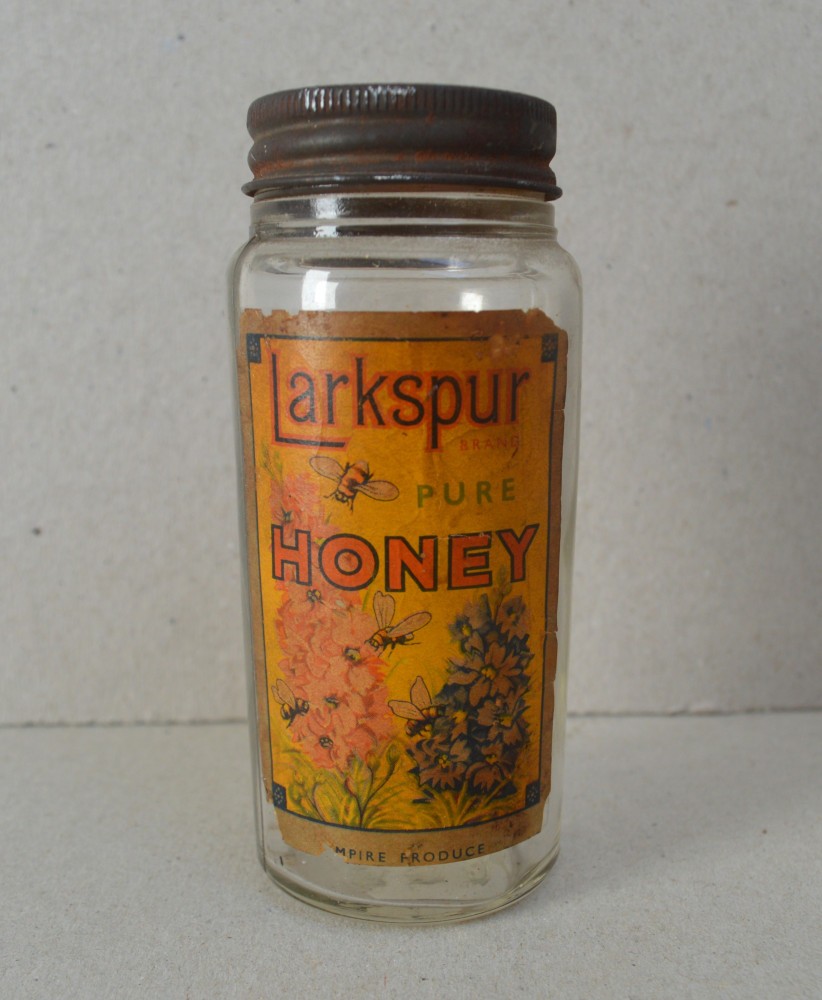 Larkspur
BRAND
PURE
HONEY
MPIRE PRODUCE